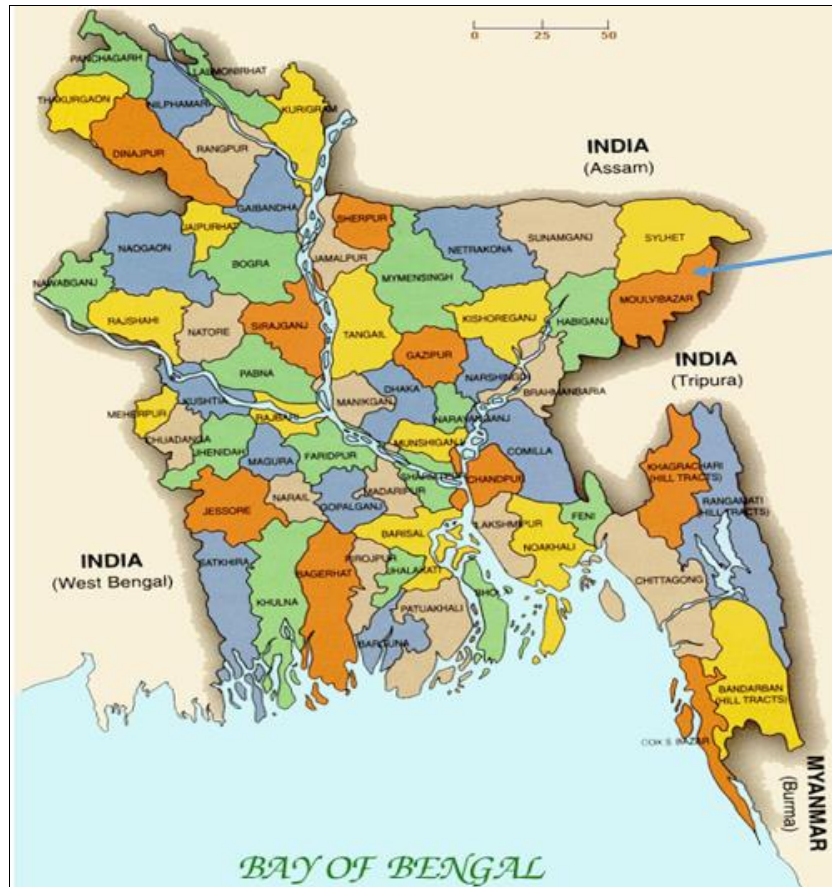 0 25 50
PANCHAGARH
LALMONIRHAT
THAKURGAON
NILPHAMARI
KURIGRAM
DINAJPUR
RANGPUR
INDIA
(Assam)
GAIBANDHA
JAIPURHAT
SHERPUR
NAOGAON
BOGRA
JAMALPUR
MYMENSINGH
NETRAKONA
SUNAMGANJ
SYLHET
NAWABGANJ
MOULVIBAZAR
RAJSHAHI
NATORE
SIRAJGANJ
TANGAIL
KISHOREGANJ
HABIGANJ
GAZIPUR
INDIA
(Tripura)
PABNA
DHAKA
NARSHINGDI
BRAHMANBARIA
KUSHTIA
MANIKGANJ
MEHERPUR
RAJBARI
NARAYANGANJ
CHUADANGA
JHENIDAH
MAGURA
FARIDPUR
MUNSHIGANJ
COMILLA
KHAGRACHARI
(HILL TRACTS)
CHANDPUR
JESSORE
NARAIL
GOPALGANJ
MADARIPUR
RANGAMATI
(HILL TRACTS)
LAKSHMIPUR
FENI
BARISAL
NOAKHALI
INDIA
(West Bengal)
SATKHIRA
KHULNA
BAGERHAT
PIROJPUR
JHALAKATI
CHITTAGONG
PATUAKHALI
BARGUNA
BANDARBAN
(HILL TRACTS)
COX S. BAZAR
MYANMAR
(Burma)
BAY OF BENGAL